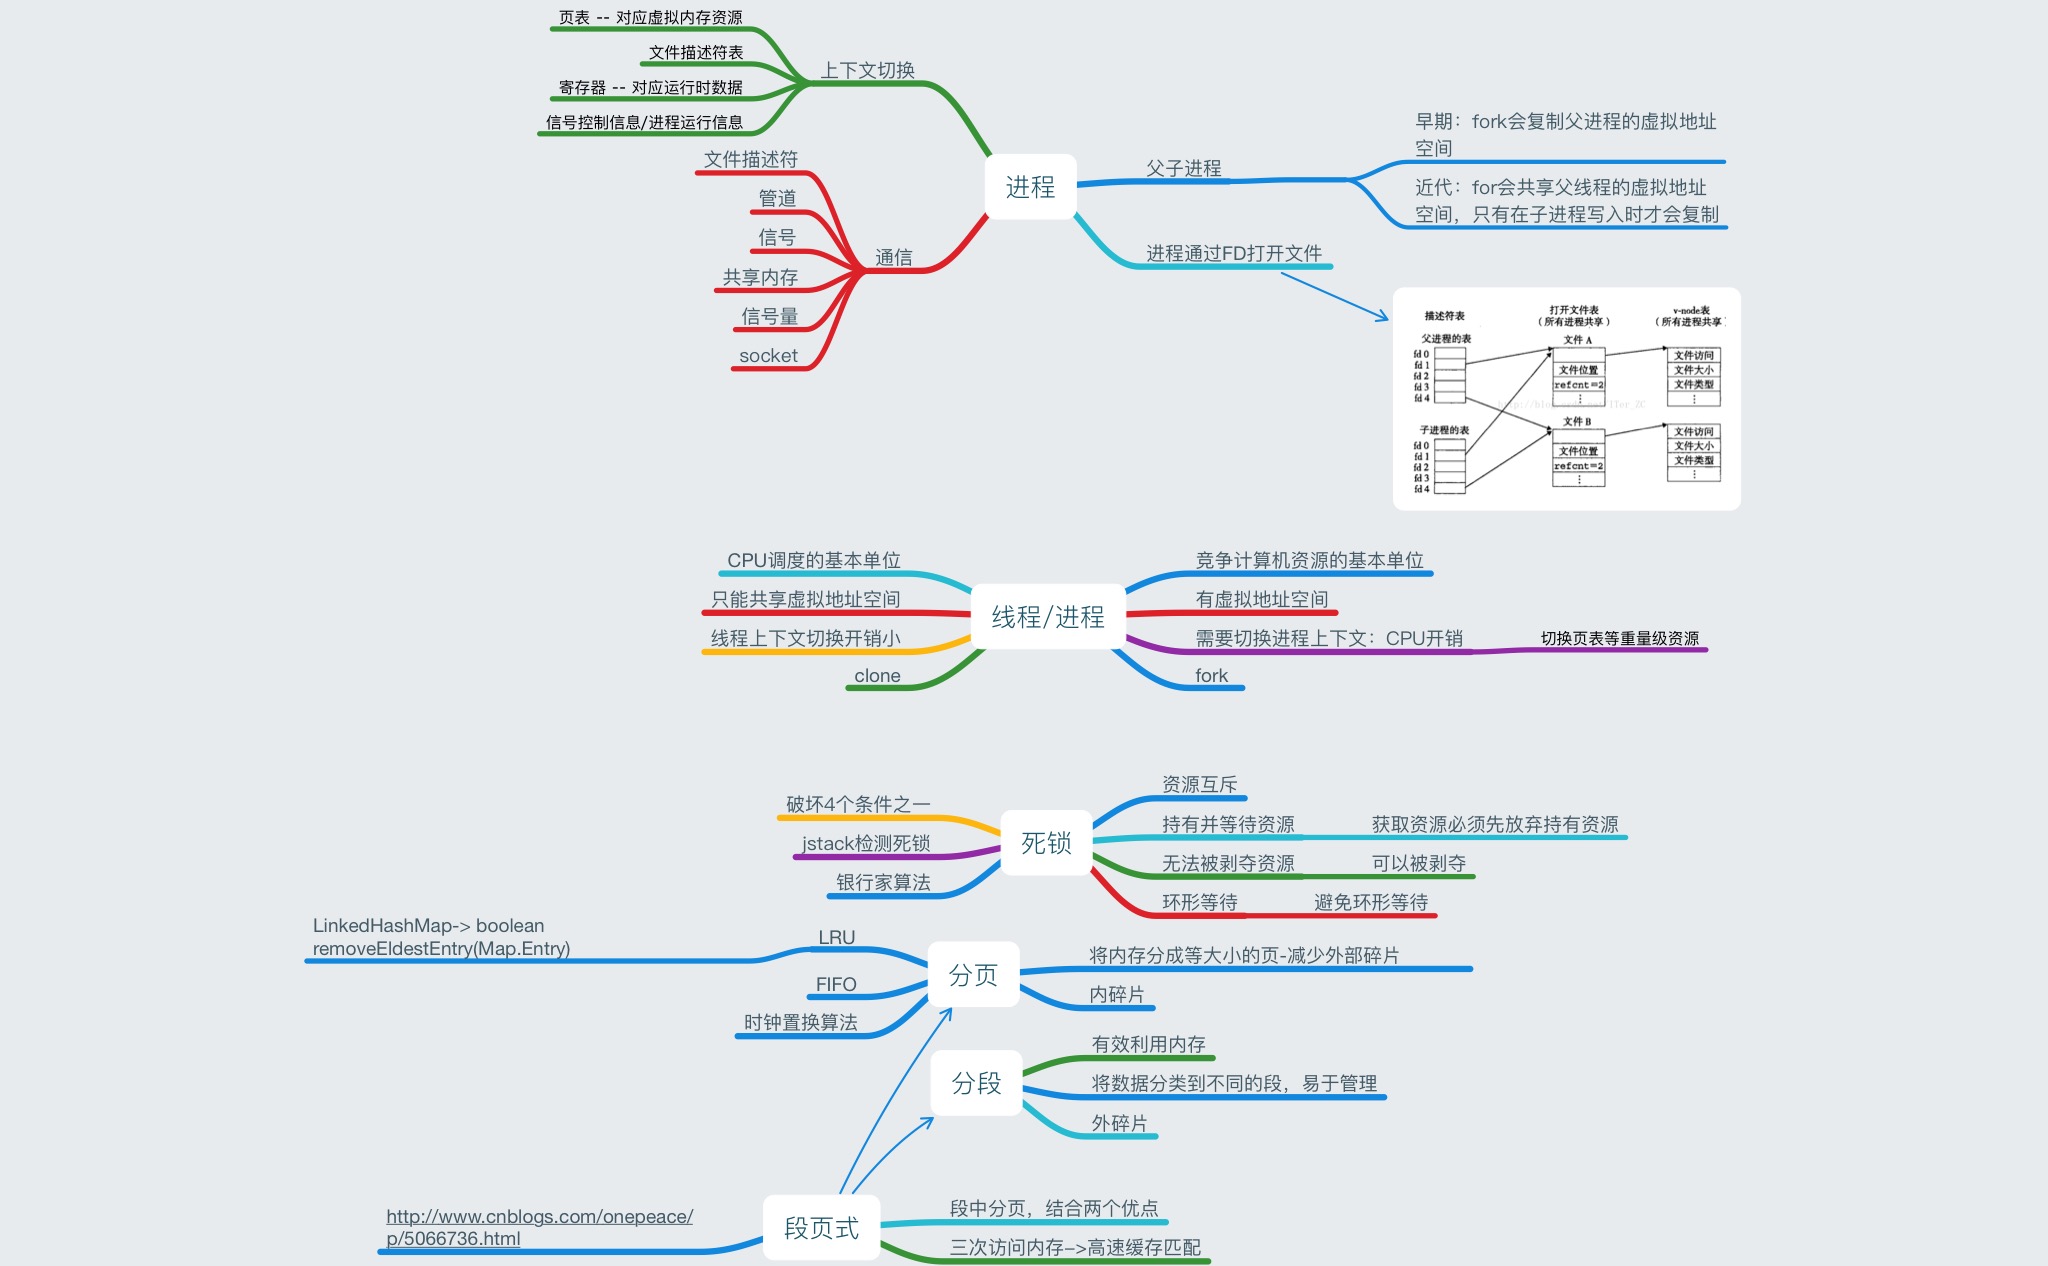 页表 -- 对应虚拟内存资源
文件描述符表
寄存器 -- 对应运行时数据
信号控制信息/进程运行信息
上下文切换
文件描述符
管道
信号
共享内存
信号量
socket
通信
进程
父子进程
早期：fork会复制父进程的虚拟地址
空间
近代：for会共享父线程的虚拟地址
空间，只有在子进程写入时才会复制
进程通过FD打开文件
描述符表
打开文件表
（所有进程共享）
v-node表
（所有进程共享）
父进程的表
fd 0
fd 1
fd 2
fd 3
fd 4
文件 A
文件位置
refcnt=2
⋮
文件访问
文件大小
文件类型
⋮
http://blog.csdn.net/ITer_ZC
子进程的表
fd 0
fd 1
fd 2
fd 3
fd 4
文件 B
文件位置
refcnt=2
⋮
文件访问
文件大小
文件类型
⋮
CPU调度的基本单位
只能共享虚拟地址空间
线程上下文切换开销小
clone
线程/进程
竞争计算机资源的基本单位
有虚拟地址空间
需要切换进程上下文：CPU开销
切换页表等重量级资源
fork
破坏4个条件之一
jstack检测死锁
银行家算法
死锁
资源互斥
持有并等待资源
获取资源必须先放弃持有资源
无法被剥夺资源
可以被剥夺
环形等待
避免环形等待
LinkedHashMap-> boolean
removeEldestEntry(Map.Entry)
LRU
FIFO
时钟置换算法
分页
将内存分成等大小的页-减少外部碎片
内碎片
分段
有效利用内存
将数据分类到不同的段，易于管理
外碎片
http://www.cnblogs.com/onepeace/
p/5066736.html
段页式
段中分页，结合两个优点
三次访问内存->高速缓存匹配